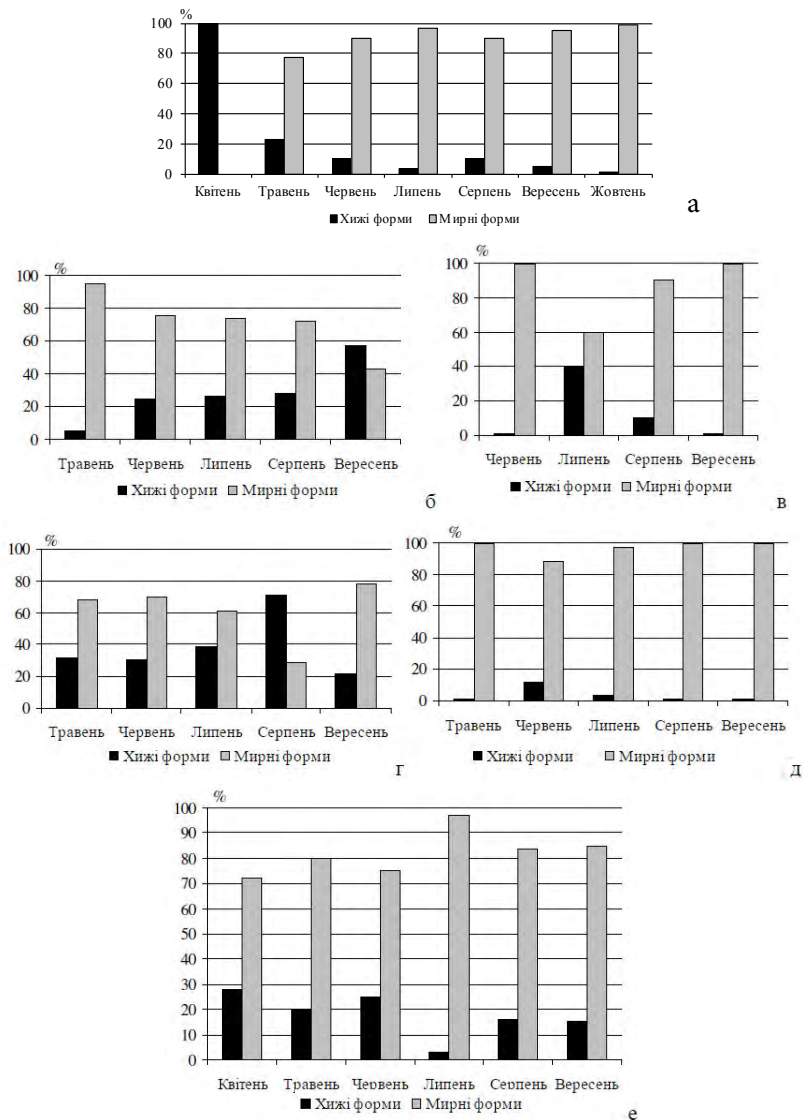 %
100
80
60
40
20
0
Квітень Травень Червень Липень Серпень Вересень Жовтень
Хижі форми Мирні форми
а
%
100
80
60
40
20
0
Травень Червень Липень Серпень Вересень
Хижі форми Мирні форми
б
%
100
80
60
40
20
0
Червень Липень Серпень Вересень
Хижі форми Мирні форми
в
%
100
80
60
40
20
0
Травень Червень Липень Серпень Вересень
Хижі форми Мирні форми
г
%
100
80
60
40
20
0
Травень Червень Липень Серпень Вересень
Хижі форми Мирні форми
д
%
100
90
80
70
60
50
40
30
20
10
0
Квітень Травень Червень Липень Серпень Вересень
Хижі форми Мирні форми
е